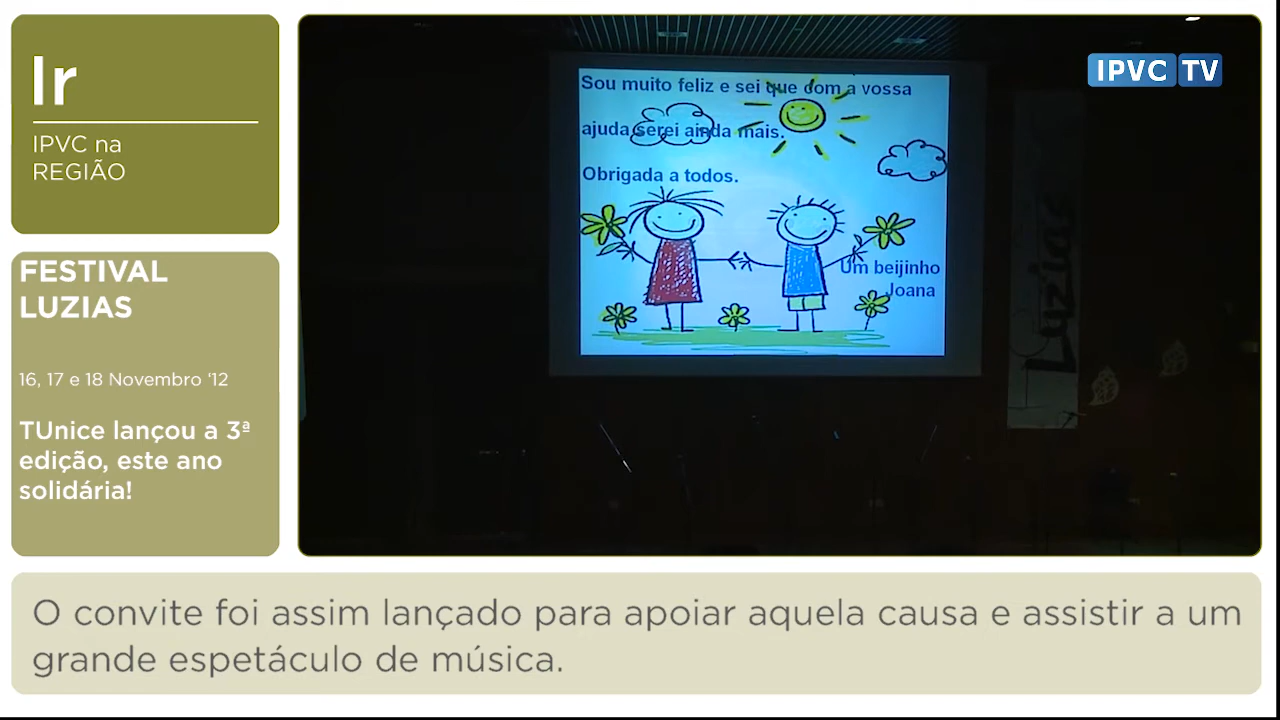 Ir
IPVC na
REGIÃO
FESTIVAL
LUZIAS
16, 17 e 18 Novembro ‘12
TUnice lançou a 3ª
edição, este ano
solidária!
IPVC TV
Sou muito feliz e sei que com a vossa
ajuda serei ainda mais.
Obrigada a todos.
Um beijinho
Joana
Luzias
O convite foi assim lançado para apoiar aquela causa e assistir a um
grande espetáculo de música.